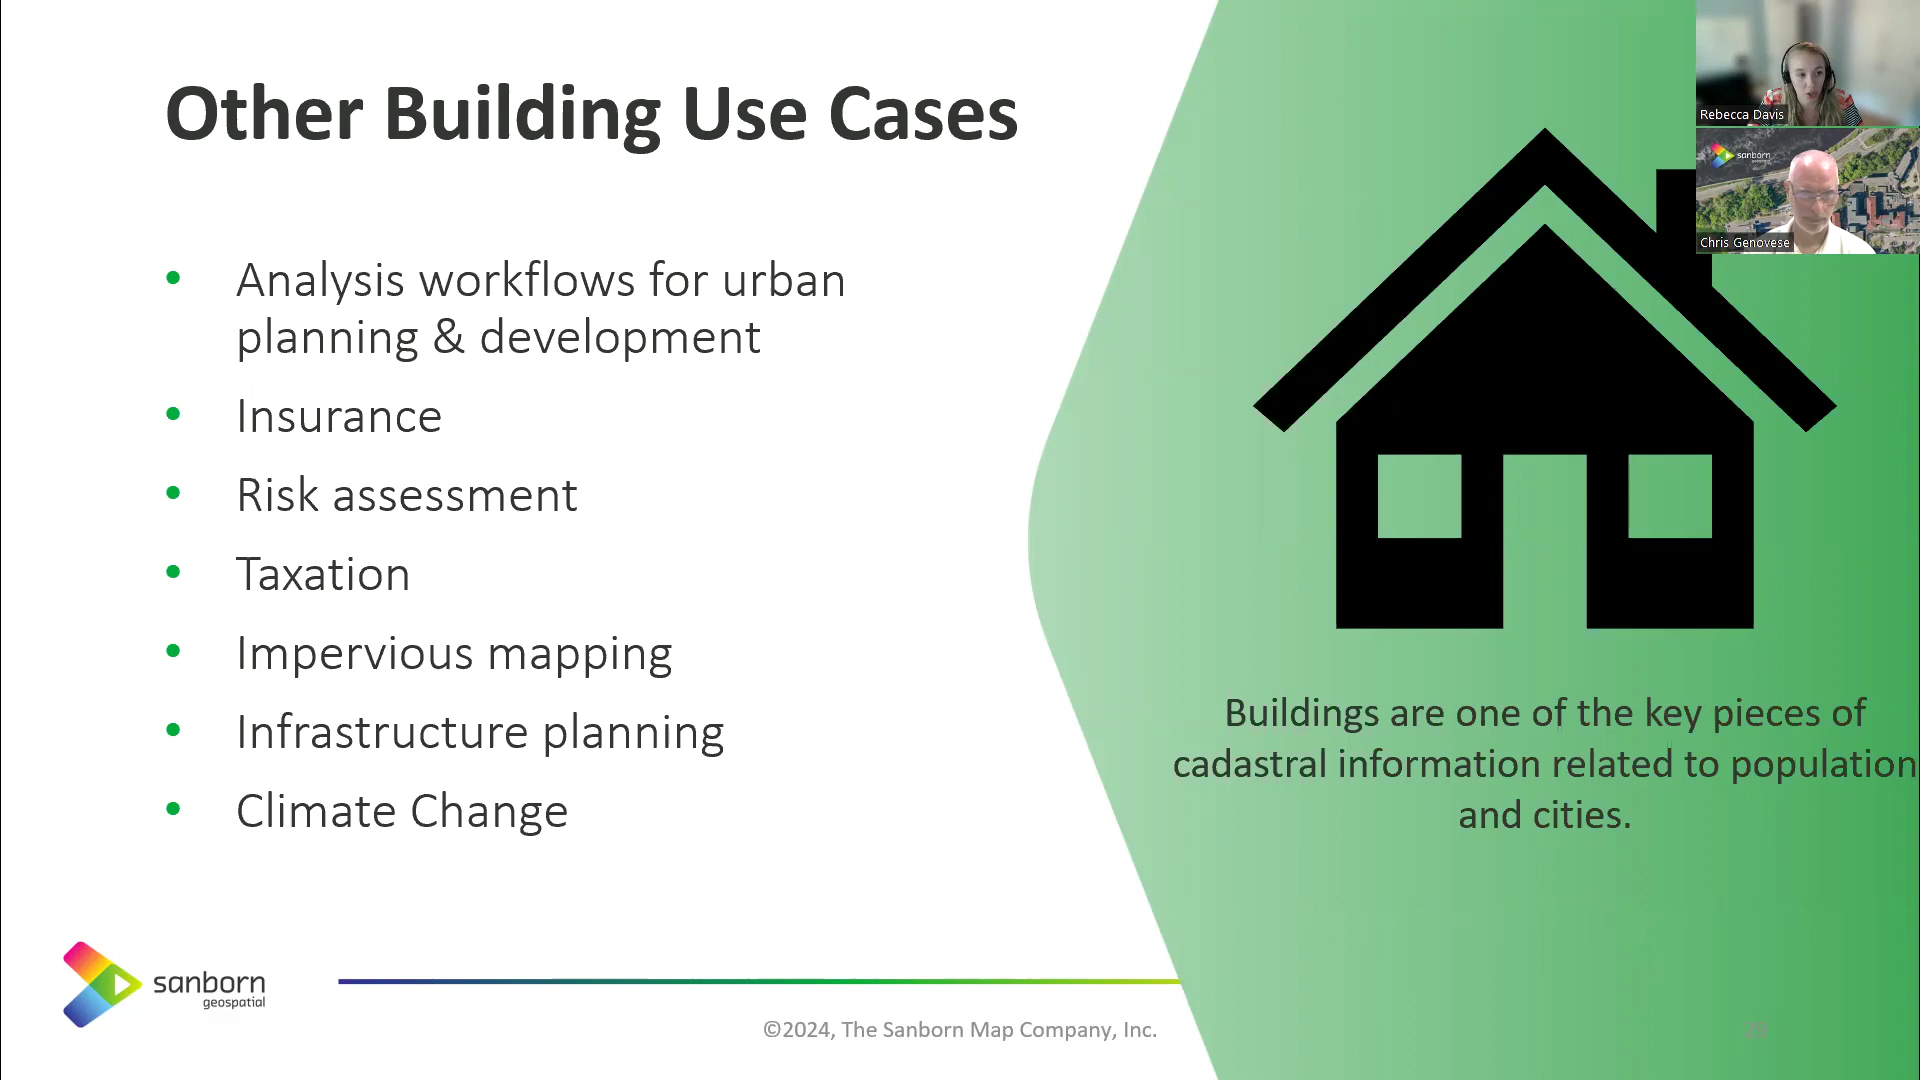 Other Building Use Cases
• Analysis workflows for urban
planning & development
• Insurance
• Risk assessment
• Taxation
• Impervious mapping
• Infrastructure planning
• Climate Change
Rebecca Davis
sanborn
Chris Genovese
Buildings are one of the key pieces of
cadastral information related to population
and cities.
sanborn
geospatial
©2024, The Sanborn Map Company, Inc.